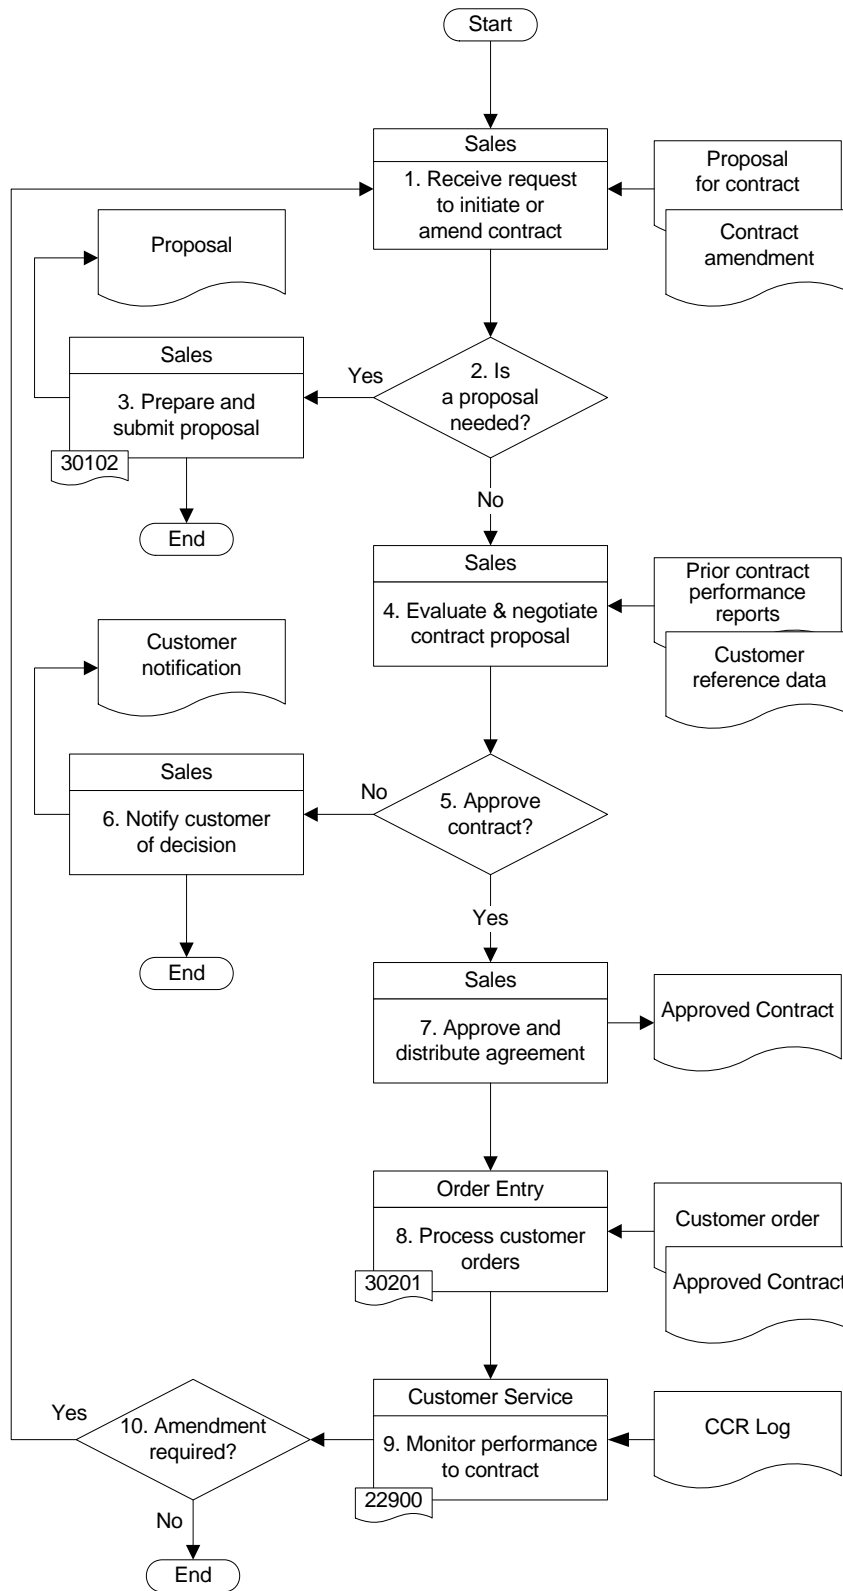 Start
Sales
1. Receive request
to initiate or
amend contract
Proposal
for contract
Contract
amendment
Proposal
Sales
3. Prepare and
submit proposal
30102
Yes
2. Is
a proposal
needed?
No
End
Sales
4. Evaluate & negotiate
contract proposal
Prior contract
performance
reports
Customer
reference data
Customer
notification
Sales
6. Notify customer
of decision
No
5. Approve
contract?
Yes
End
Sales
7. Approve and
distribute agreement
Approved Contract
Order Entry
8. Process customer
orders
30201
Customer order
Approved Contract
Customer Service
9. Monitor performance
to contract
22900
CCR Log
Yes
10. Amendment
required?
No
End